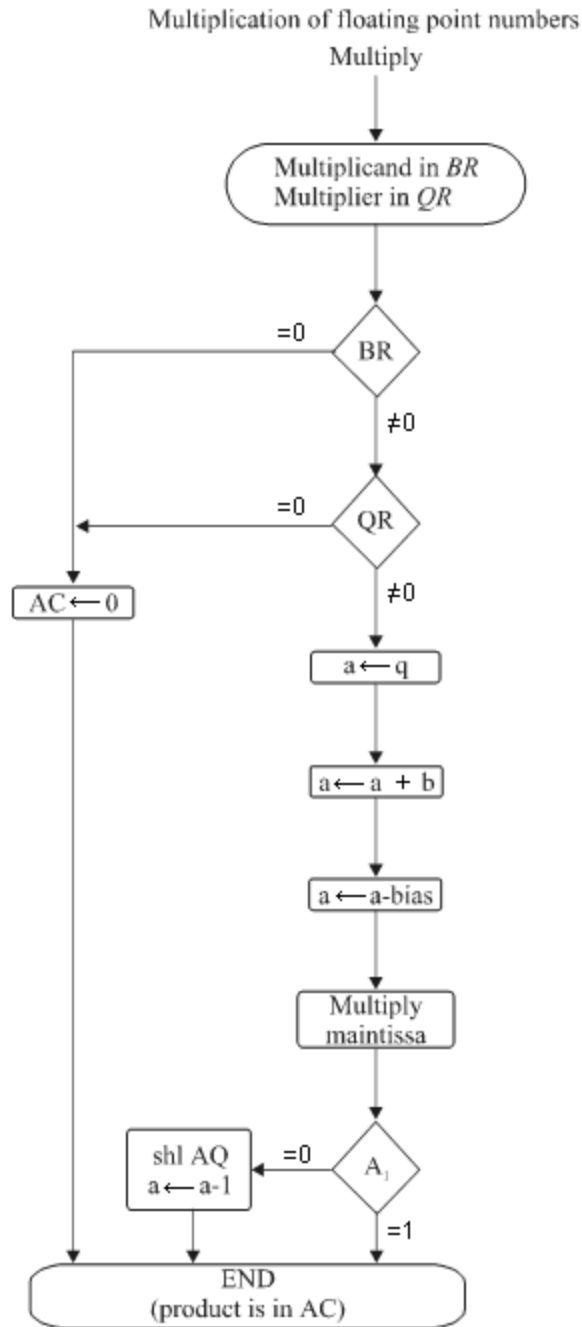 Multiplication of floating point numbers
Multiply
Multiplicand in BR
Multiplier in QR
=0
BR
≠0
=0
QR
≠0
AC ← 0
a ← q
a ← a + b
a ← a-bias
Multiply
maintissa
shl AQ
a ← a-1
=0
A₁
=1
END
(product is in AC)